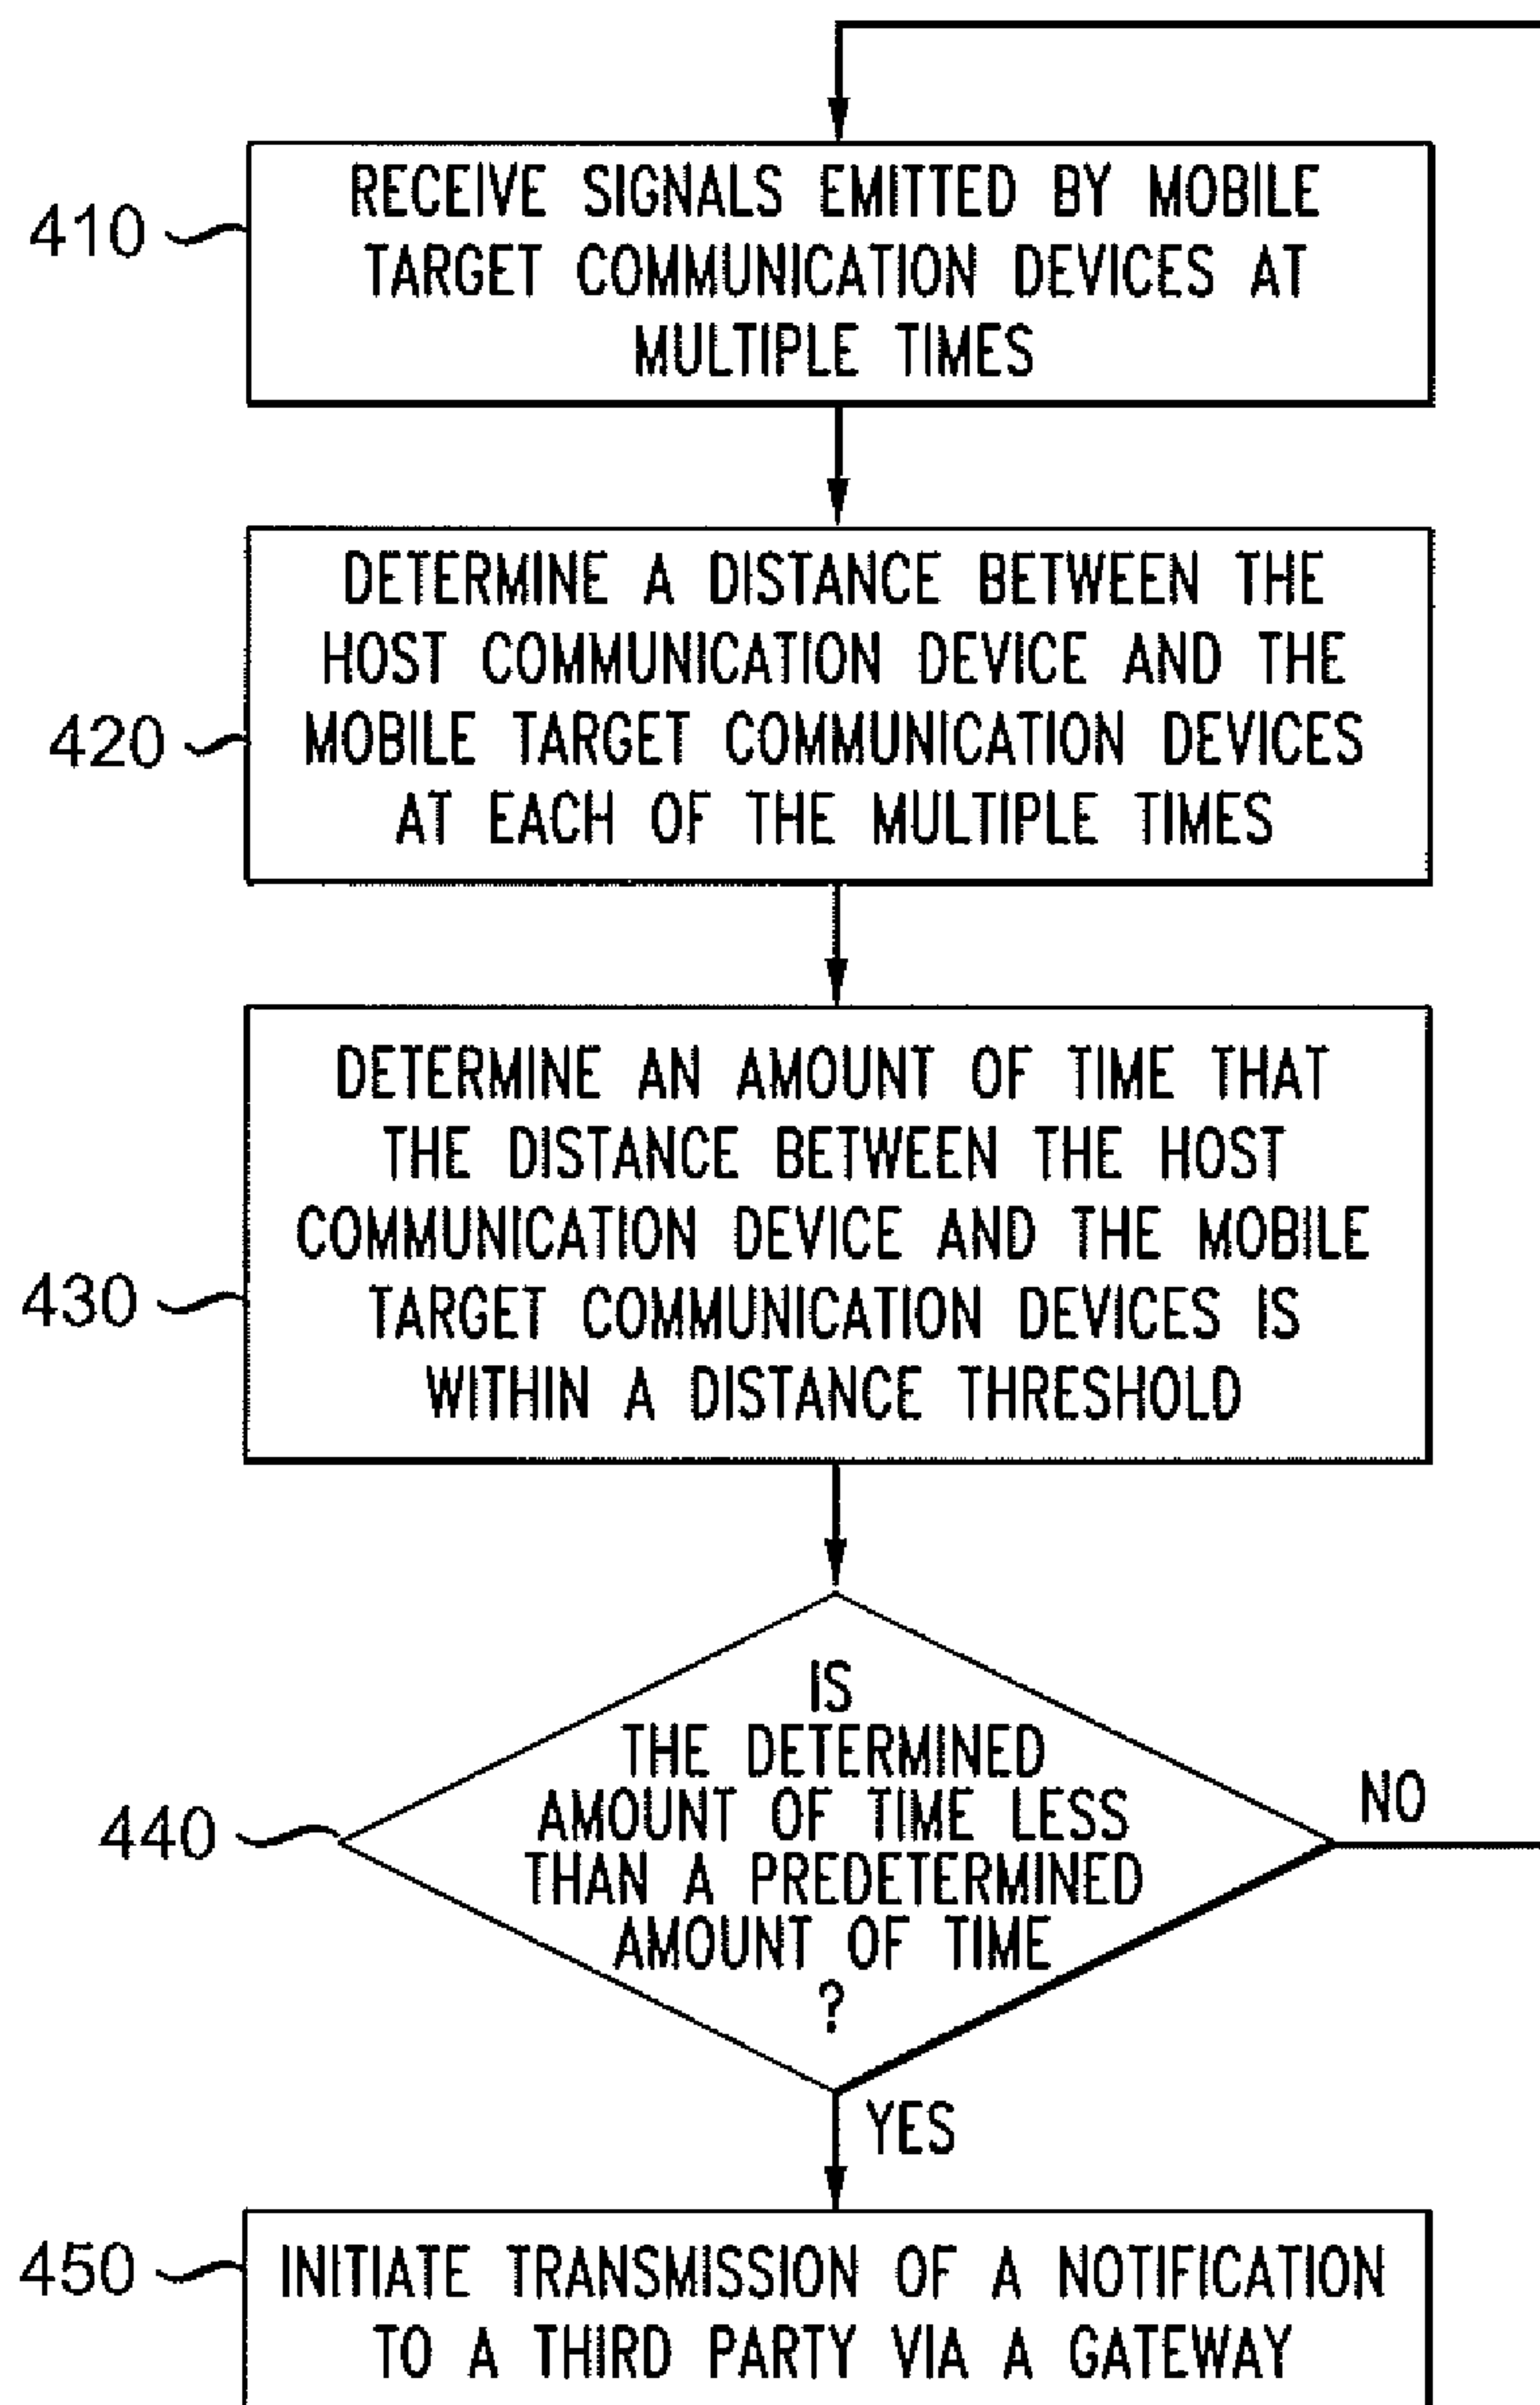 410
RECEIVE SIGNALS EMITTED BY MOBILE
TARGET COMMUNICATION DEVICES AT
MULTIPLE TIMES
420
DETERMINE A DISTANCE BETWEEN THE
HOST COMMUNICATION DEVICE AND THE
MOBILE TARGET COMMUNICATION DEVICES
AT EACH OF THE MULTIPLE TIMES
430
DETERMINE AN AMOUNT OF TIME THAT
THE DISTANCE BETWEEN THE HOST
COMMUNICATION DEVICE AND THE MOBILE
TARGET COMMUNICATION DEVICES IS
WITHIN A DISTANCE THRESHOLD
440
IS
THE DETERMINED
AMOUNT OF TIME LESS
THAN A PREDETERMINED
AMOUNT OF TIME
?
NO
YES
450
INITIATE TRANSMISSION OF A NOTIFICATION
TO A THIRD PARTY VIA A GATEWAY